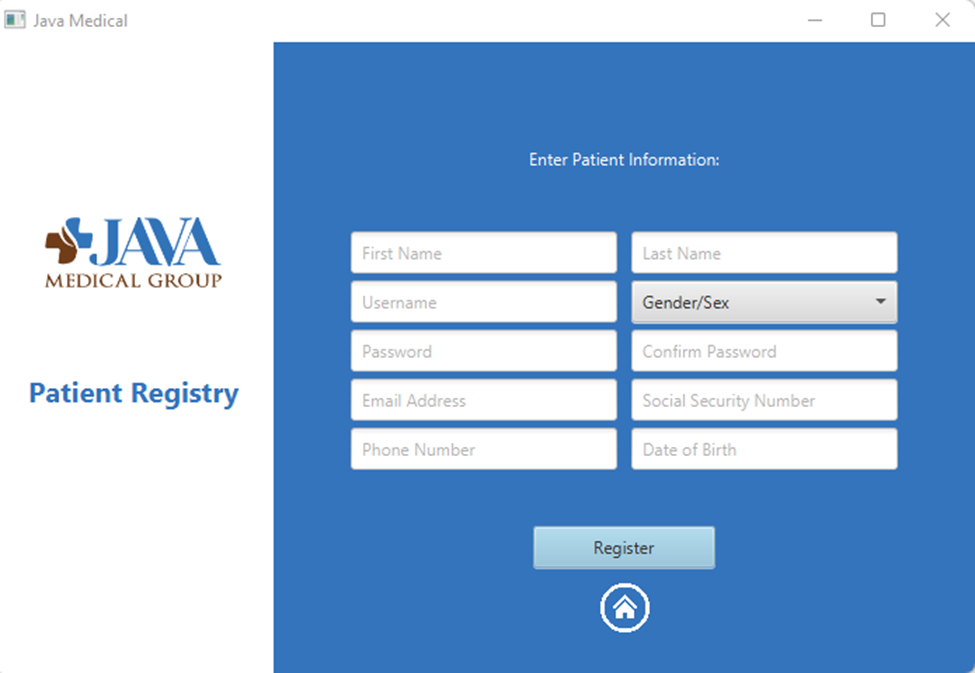 Java Medical
JAVA
MEDICAL GROUP
Patient Registry
Enter Patient Information:
First Name
Last Name
Username
Gender/Sex
Password
Confirm Password
Email Address
Social Security Number
Phone Number
Date of Birth
Register